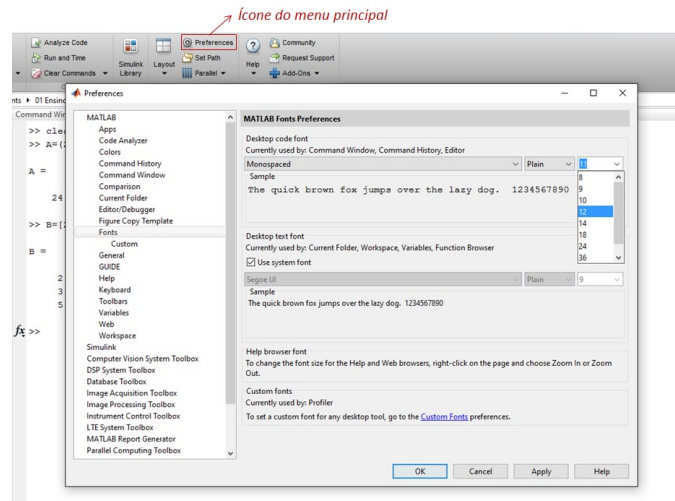 Ícone do menu principal
Analyze Code
Run and Time
Clear Commands
Simulink
Library
Layout
Preferences
Set Path
Parallel
?
Help
Community
Request Support
Add-Ons
nts 01 Ensino
Command Win
>> clea
>> A=(
A =
24
>> B=[
B =
2
3
5
fx >>
Preferences
MATLAB
Apps
Code Analyzer
Colors
Command History
Command Window
Comparison
Current Folder
Editor/Debugger
Figure Copy Template
Fonts
Custom
General
GUIDE
Help
Keyboard
Toolbars
Variables
Web
Workspace
Simulink
Computer Vision System Toolbox
DSP System Toolbox
Database Toolbox
Image Acquisition Toolbox
Image Processing Toolbox
Instrument Control Toolbox
LTE System Toolbox
MATLAB Report Generator
Parallel Computing Toolbox
MATLAB Fonts Preferences
Desktop code font
Currently used by: Command Window, Command History, Editor
Monospaced Plain 11
8
9
10
12
14
18
24
36
Sample
The quick brown fox jumps over the lazy dog. 1234567890
Desktop text font
Currently used by: Current Folder, Workspace, Variables, Function Browser
Use system font
Segoe UI Plain 9
Sample
The quick brown fox jumps over the lazy dog. 1234567890
Help browser font
To change the font size for the Help and Web browsers, right-click on the page and choose Zoom In or Zoom
Out.
Custom fonts
Currently used by: Profiler
To set a custom font for any desktop tool, go to the Custom Fonts preferences.
OK Cancel Apply Help